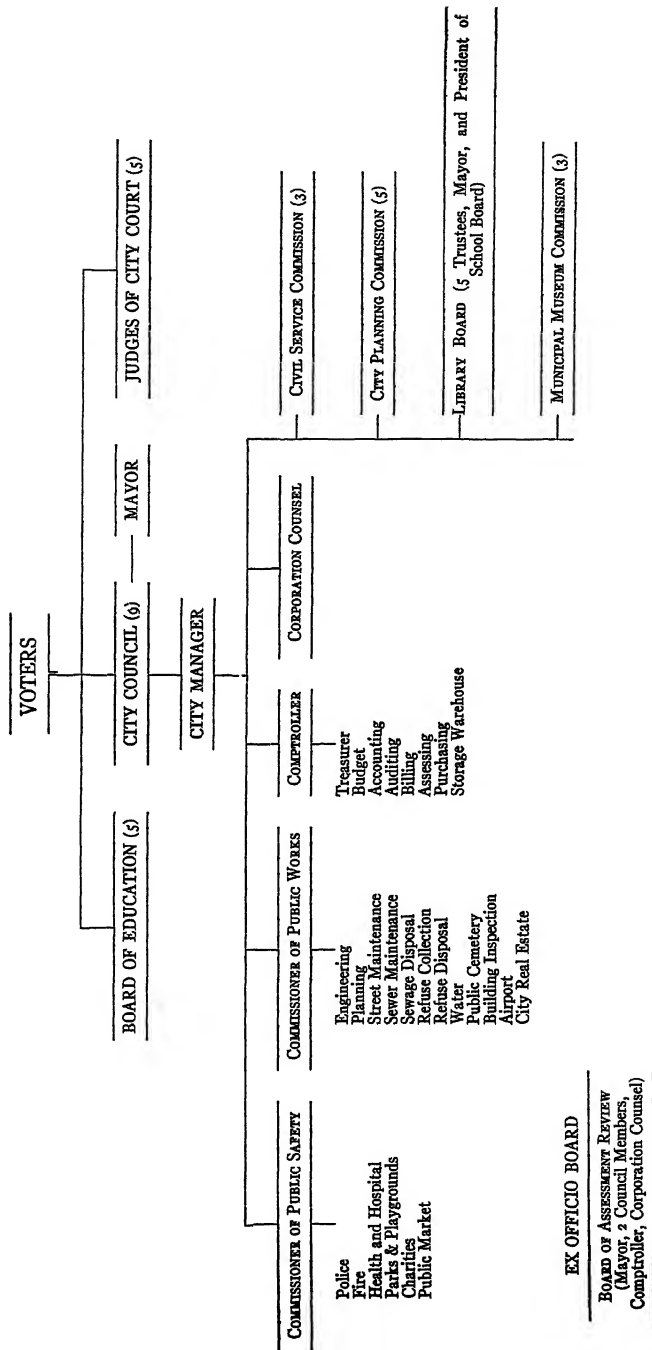 VOTERS
BOARD OF EDUCATION (5)
CITY COUNCIL (9)
MAYOR
JUDGES OF CITY COURT (5)
CITY MANAGER
COMMISSIONER OF PUBLIC SAFETY
Police
Fire
Health and Hospital
Parks & Playgrounds
Charities
Public Market
COMMISSIONER OF PUBLIC WORKS
Engineering
Planning
Street Maintenance
Sewer Maintenance
Sewage Disposal
Refuse Collection
Refuse Disposal
Water
Public Cemetery
Building Inspection
Airport
City Real Estate
COMPTROLLER
Treasurer
Budget
Accounting
Auditing
Billing
Assessing
Purchasing
Storage Warehouse
CORPORATION COUNSEL
CIVIL SERVICE COMMISSION (3)
CITY PLANNING COMMISSION (5)
LIBRARY BOARD (5 Trustees, Mayor, and President of
School Board)
MUNICIPAL MUSEUM COMMISSION (3)
EX OFFICIO BOARD
BOARD OF ASSESSMENT REVIEW
(Mayor, 2 Council Members,
Comptroller, Corporation Counsel)